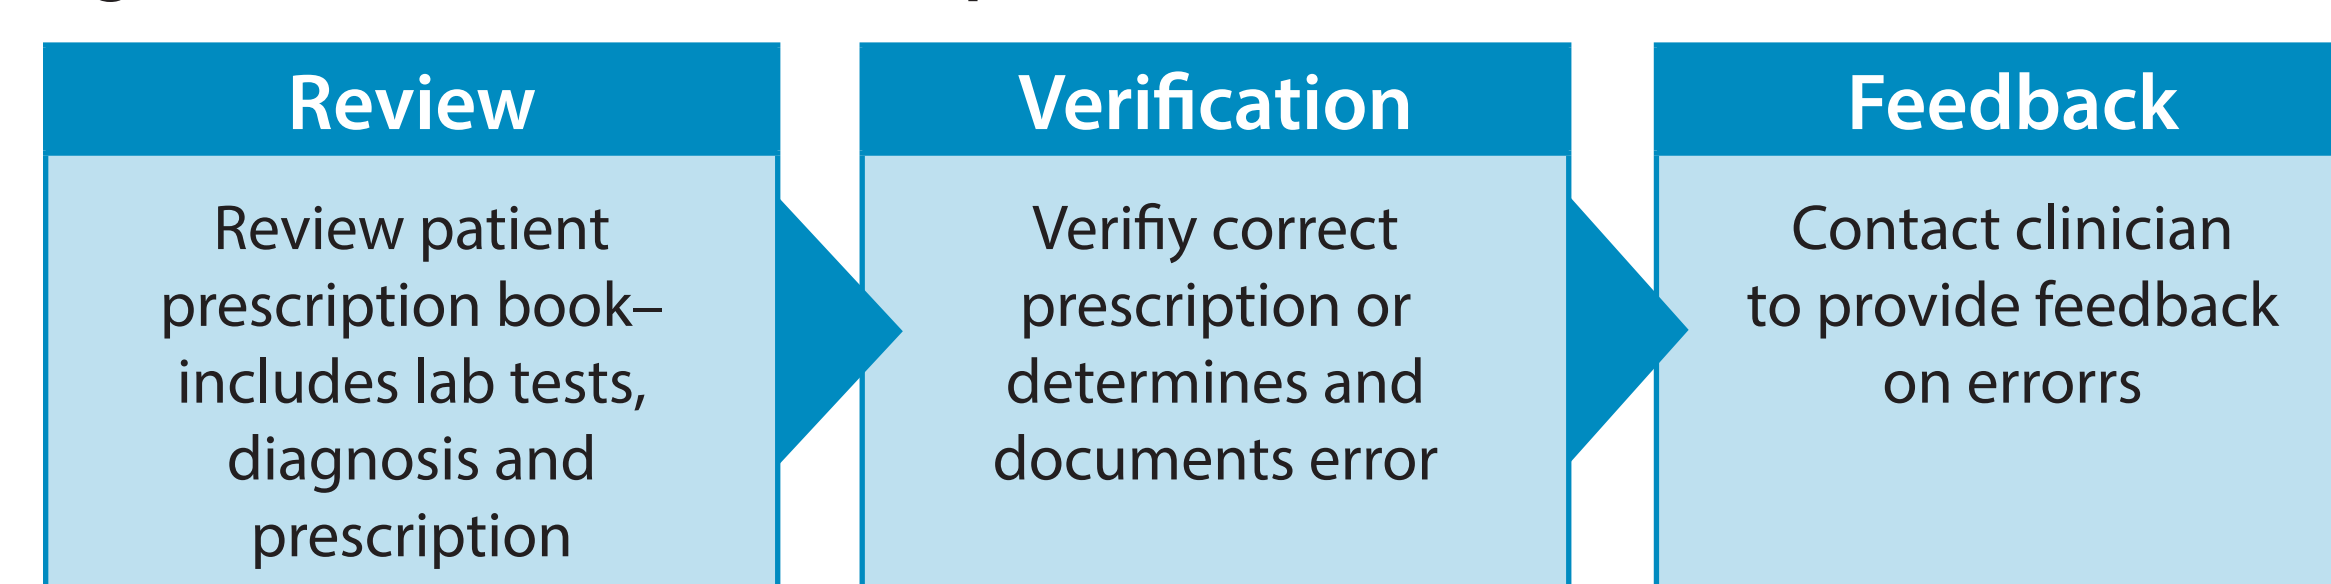 Review
Review patient
prescription book–
includes lab tests,
diagnosis and
prescription
Verification
Verifiy correct
prescription or
determines and
documents error
Feedback
Contact clinician
to provide feedback
on errorrs